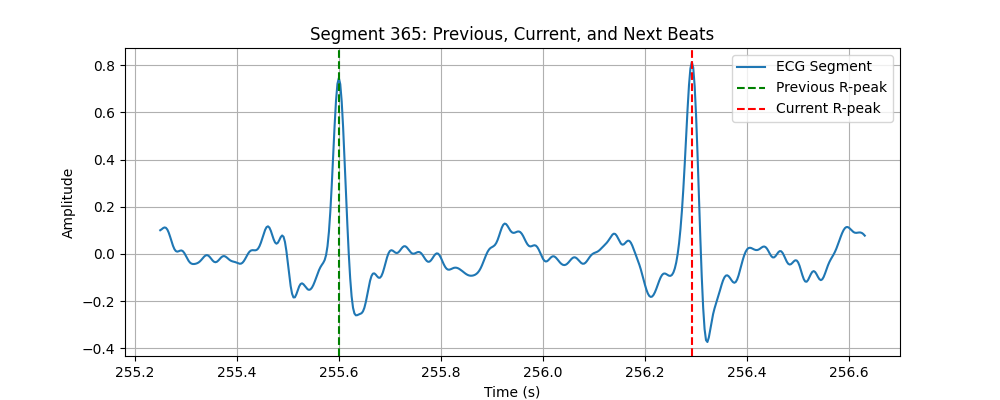 Segment 365: Previous, Current, and Next Beats
ECG Segment
Previous R-peak
Current R-peak
Amplitude
0.8
0.6
0.4
0.2
0.0
−0.2
−0.4
255.2 255.4 255.6 255.8 256.0 256.2 256.4 256.6
Time (s)